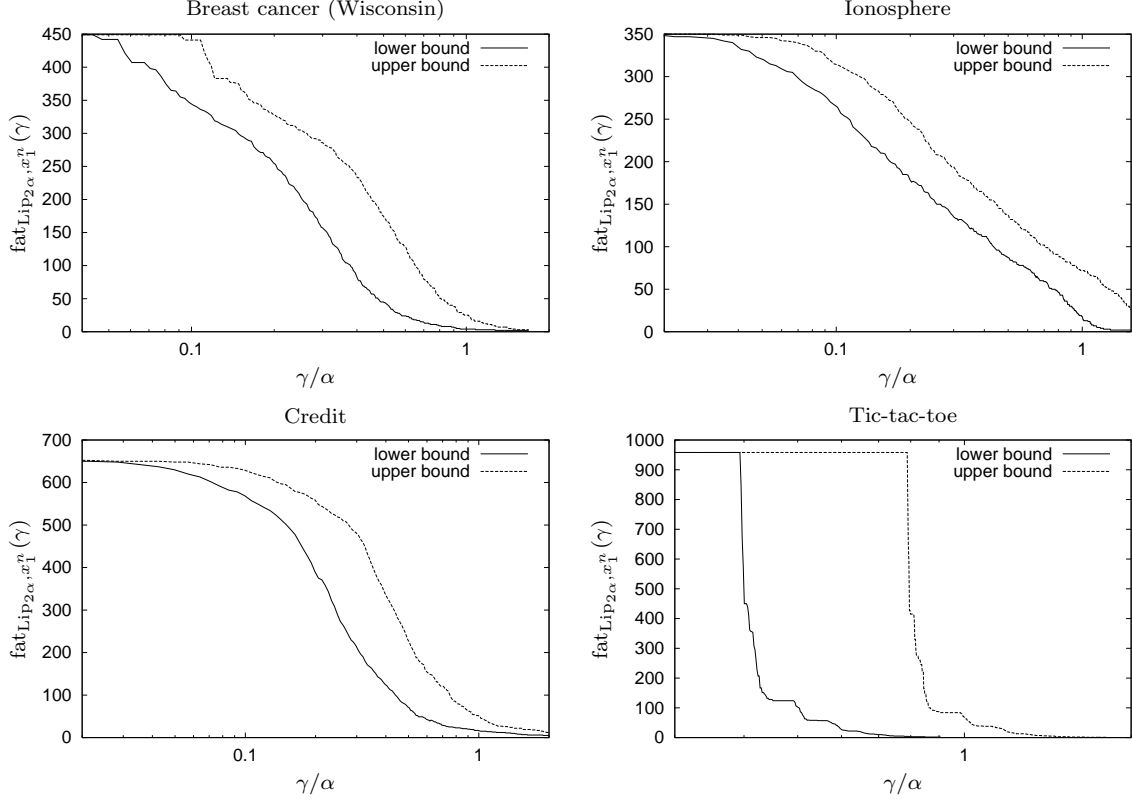 Breast cancer (Wisconsin)
450
400
350
300
250
200
150
100
50
0
0.1
1
lower bound
upper bound
fat_{Lip_{2α}, x_1^n}(γ)
γ/α
Ionosphere
350
300
250
200
150
100
50
0
0.1
1
lower bound
upper bound
fat_{Lip_{2α}, x_1^n}(γ)
γ/α
Credit
700
600
500
400
300
200
100
0
0.1
1
lower bound
upper bound
fat_{Lip_{2α}, x_1^n}(γ)
γ/α
Tic-tac-toe
1000
900
800
700
600
500
400
300
200
100
0
1
lower bound
upper bound
fat_{Lip_{2α}, x_1^n}(γ)
γ/α